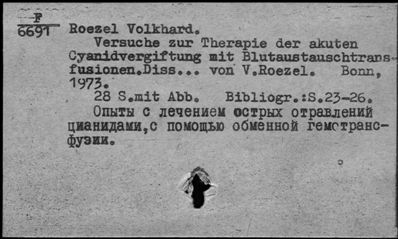 F
6691
Roezel Volkhard.
Versuche zur Therapie der akuten
Cyanidvergiftung mit Blutaustauschtrans-
fusionen.Diss... von V.Roezel. Bonn,
1973.
28 S.mit Abb. Bibliogr.:S.23-26.
Опыты с лечением острых отравлений
цианидами,с помощью обменной гемотранс-
фузии.